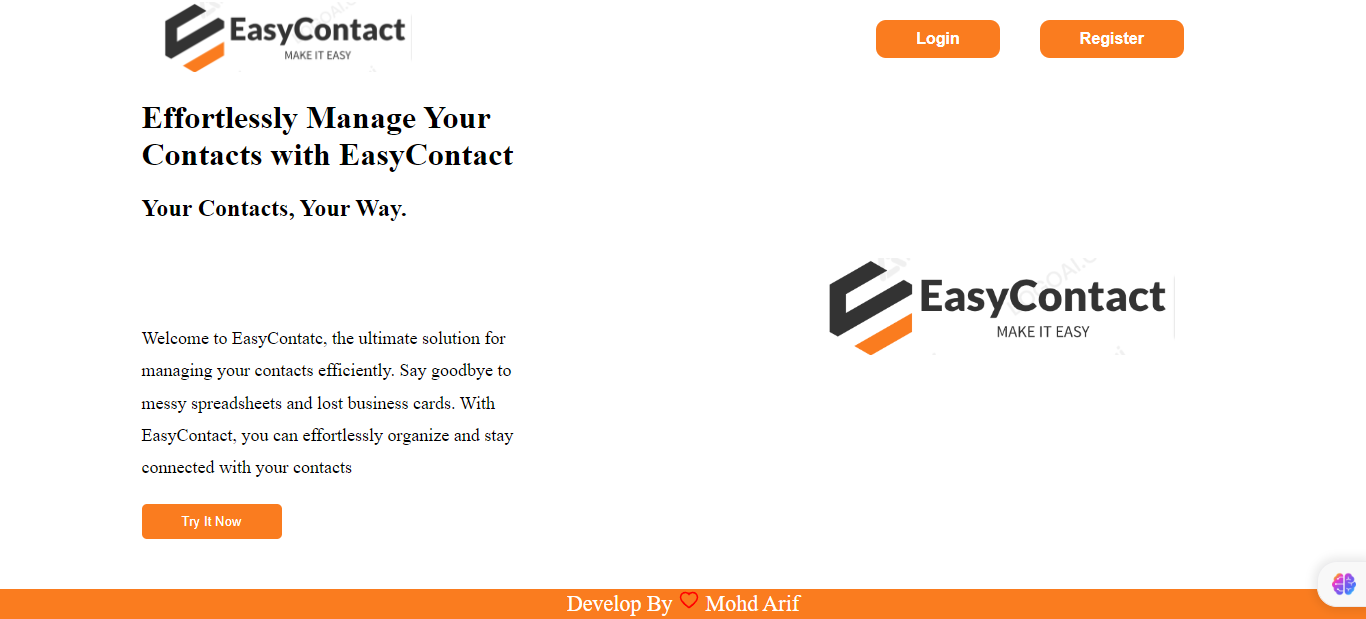 EasyContact
MAKE IT EASY
Login
Register
Effortlessly Manage Your
Contacts with EasyContact
Your Contacts, Your Way.
Welcome to EasyContatc, the ultimate solution for
managing your contacts efficiently. Say goodbye to
messy spreadsheets and lost business cards. With
EasyContact, you can effortlessly organize and stay
connected with your contacts
Try It Now
EasyContact
MAKE IT EASY
Develop By Mohd Arif